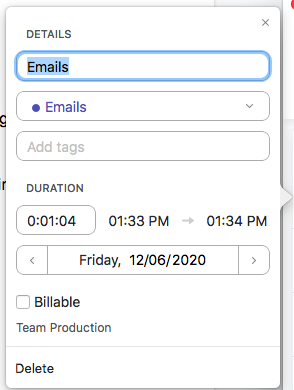 DETAILS
Emails
Emails
Add tags
DURATION
0:01:04 01:33 PM → 01:34 PM
Friday, 12/06/2020
Billable
Team Production
Delete